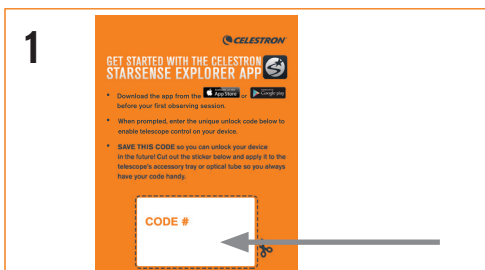 1
CELESTRON
GET STARTED WITH THE CELESTRON
STARSENSE EXPLORER APP
• Download the app from the App Store or Google play
before your first observing session.
• When prompted, enter the unique unlock code below to
enable telescope control on your device.
• SAVE THIS CODE so you can unlock your device
in the future! Cut out the sticker below and apply it to the
telescope's accessory tray or optical tube so you always
have your code handy.
CODE #